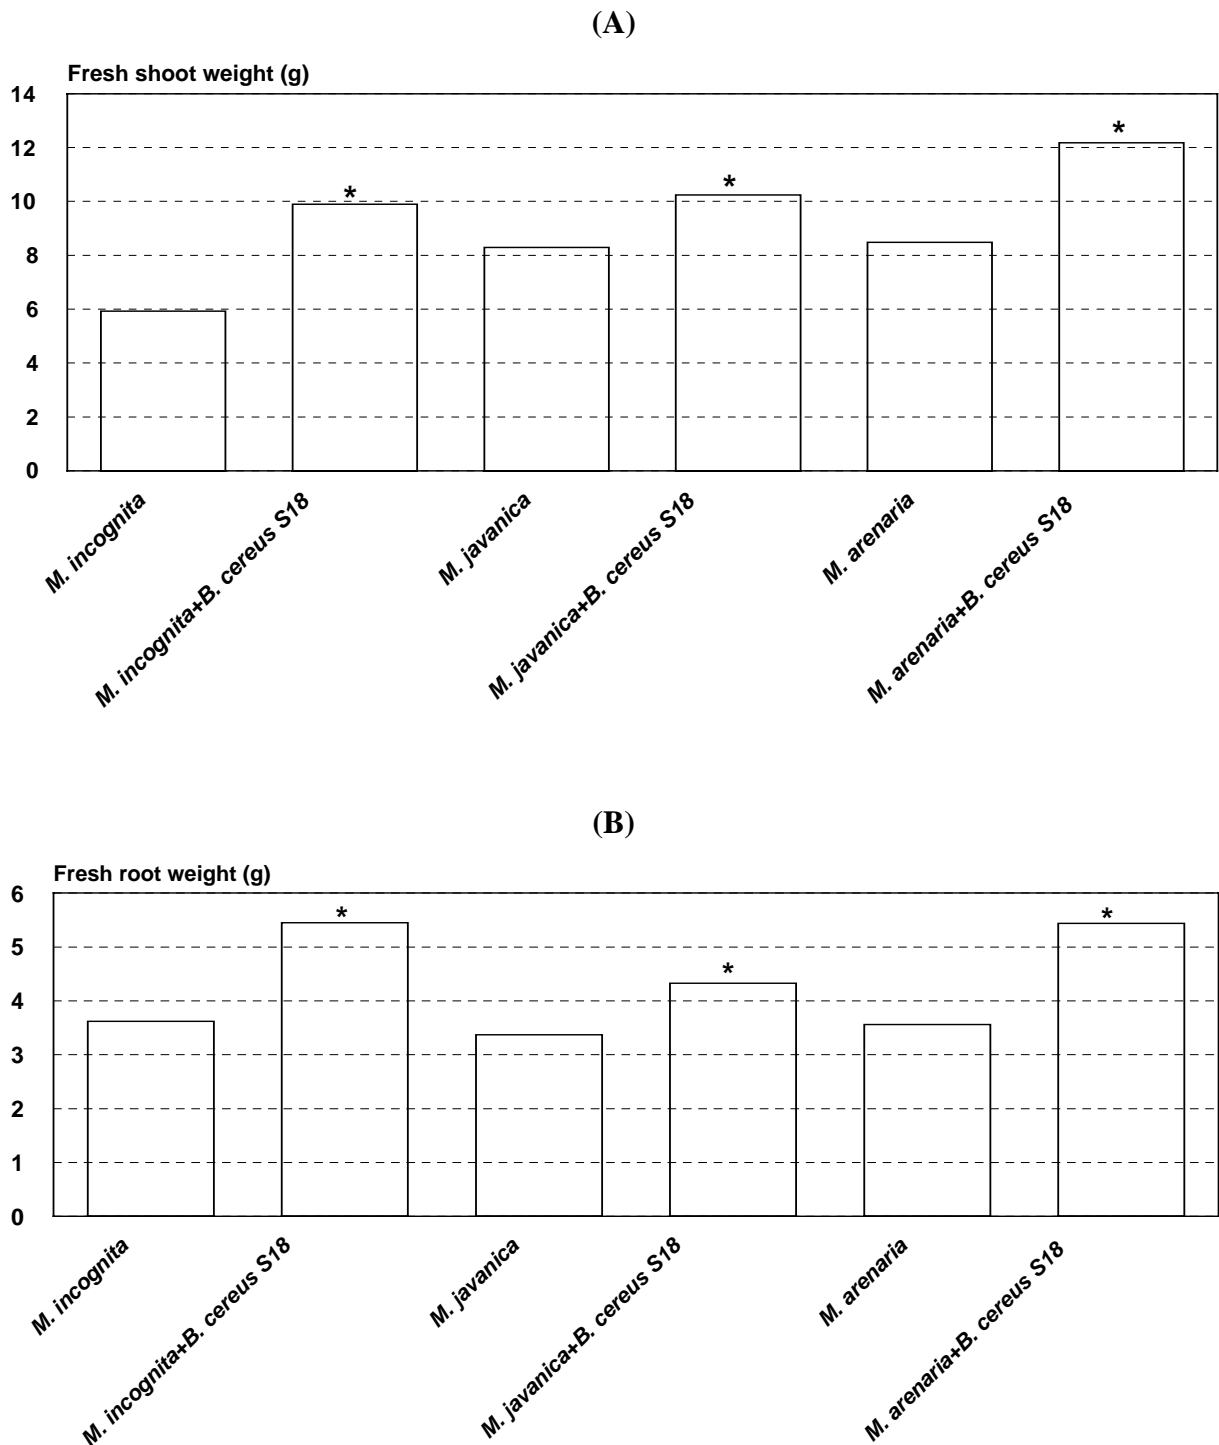 (A)
Fresh shoot weight (g)
14
12
10
8
6
4
2
0
*
*
*
M. incognita
M. incognita+B. cereus S18
M. javanica
M. javanica+B. cereus S18
M. arenaria
M. arenaria+B. cereus S18
(B)
Fresh root weight (g)
6
5
4
3
2
1
0
*
*
*
M. incognita
M. incognita+B. cereus S18
M. javanica
M. javanica+B. cereus S18
M. arenaria
M. arenaria+B. cereus S18